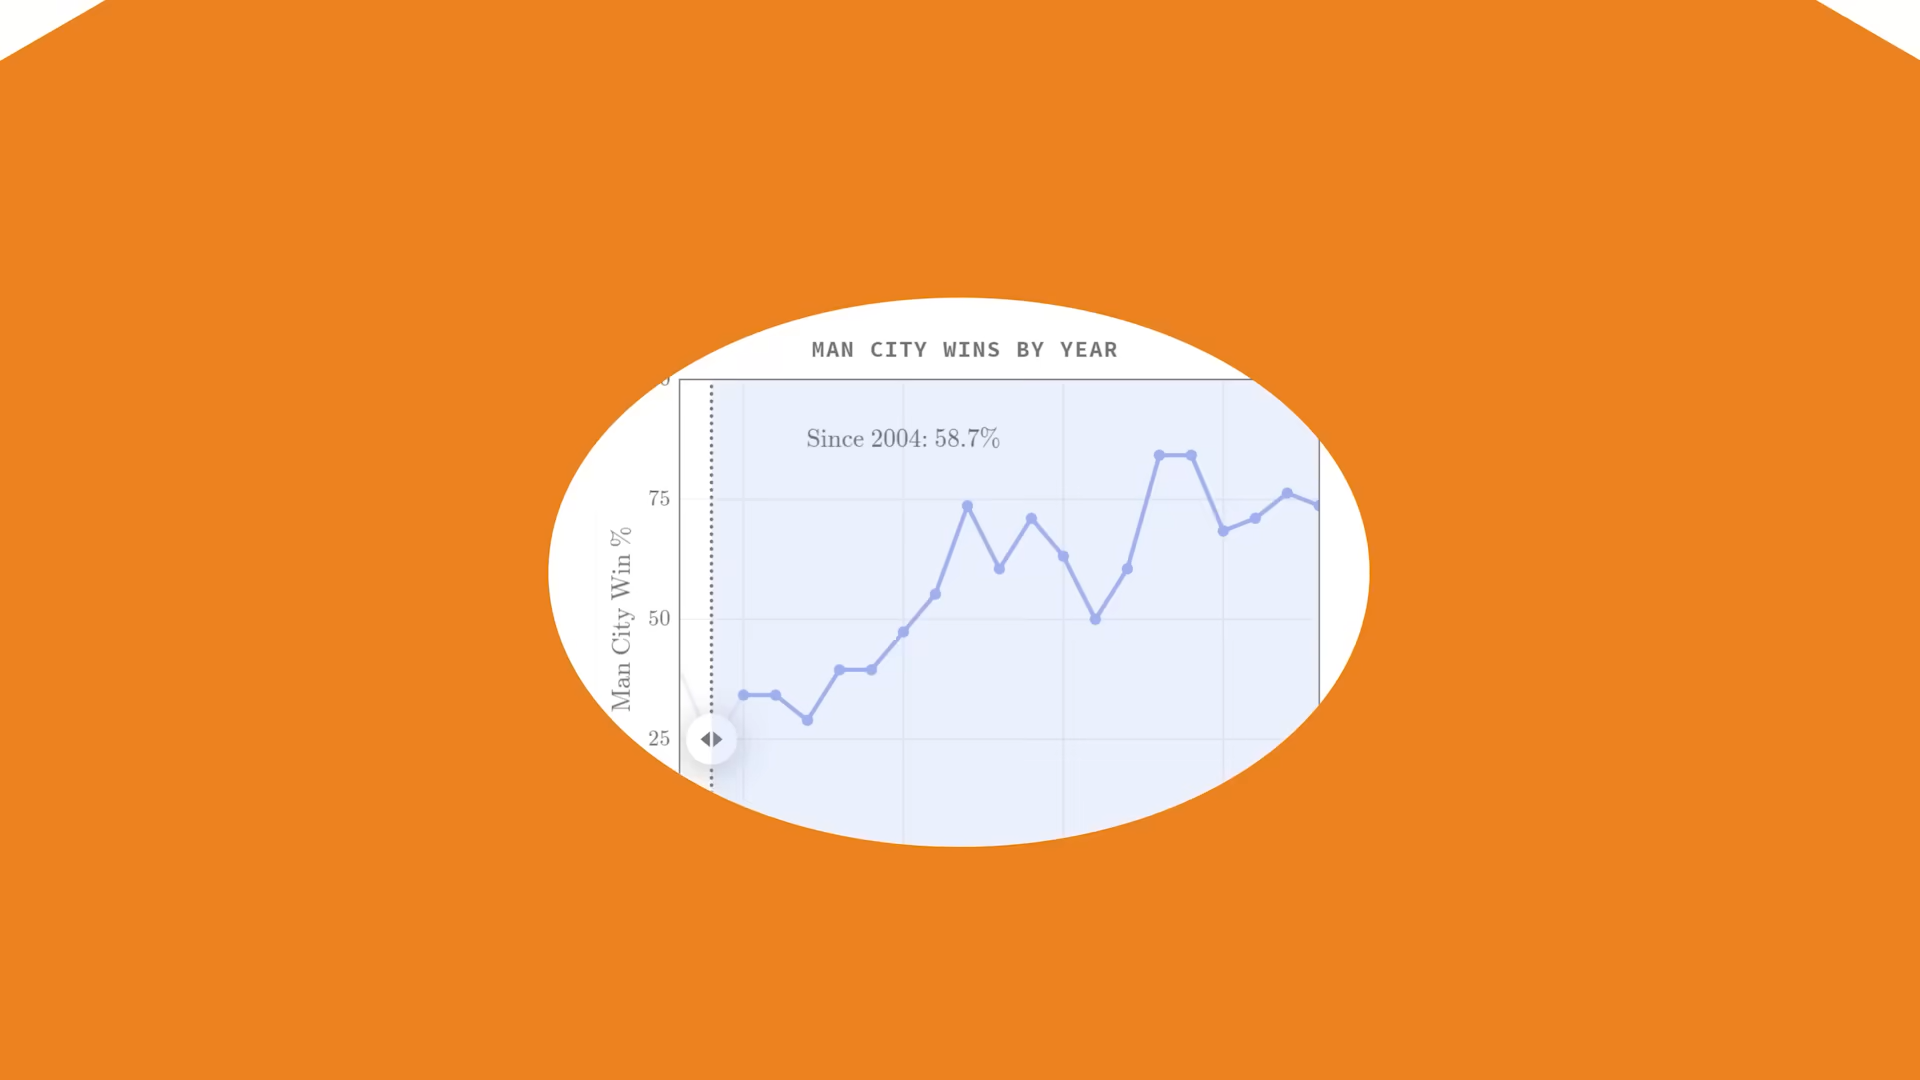 MAN CITY WINS BY YEAR
Since 2004: 58.7%
75
50
25
Man City Win %